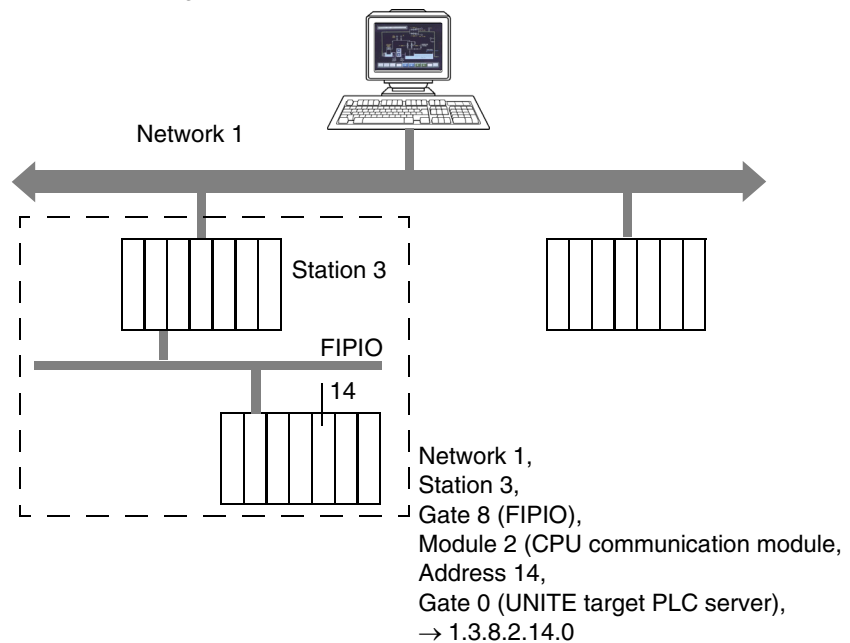 Network 1
Station 3
FIPIO
14
Network 1,
Station 3,
Gate 8 (FIPIO),
Module 2 (CPU communication module,
Address 14,
Gate 0 (UNITE target PLC server),
→ 1.3.8.2.14.0